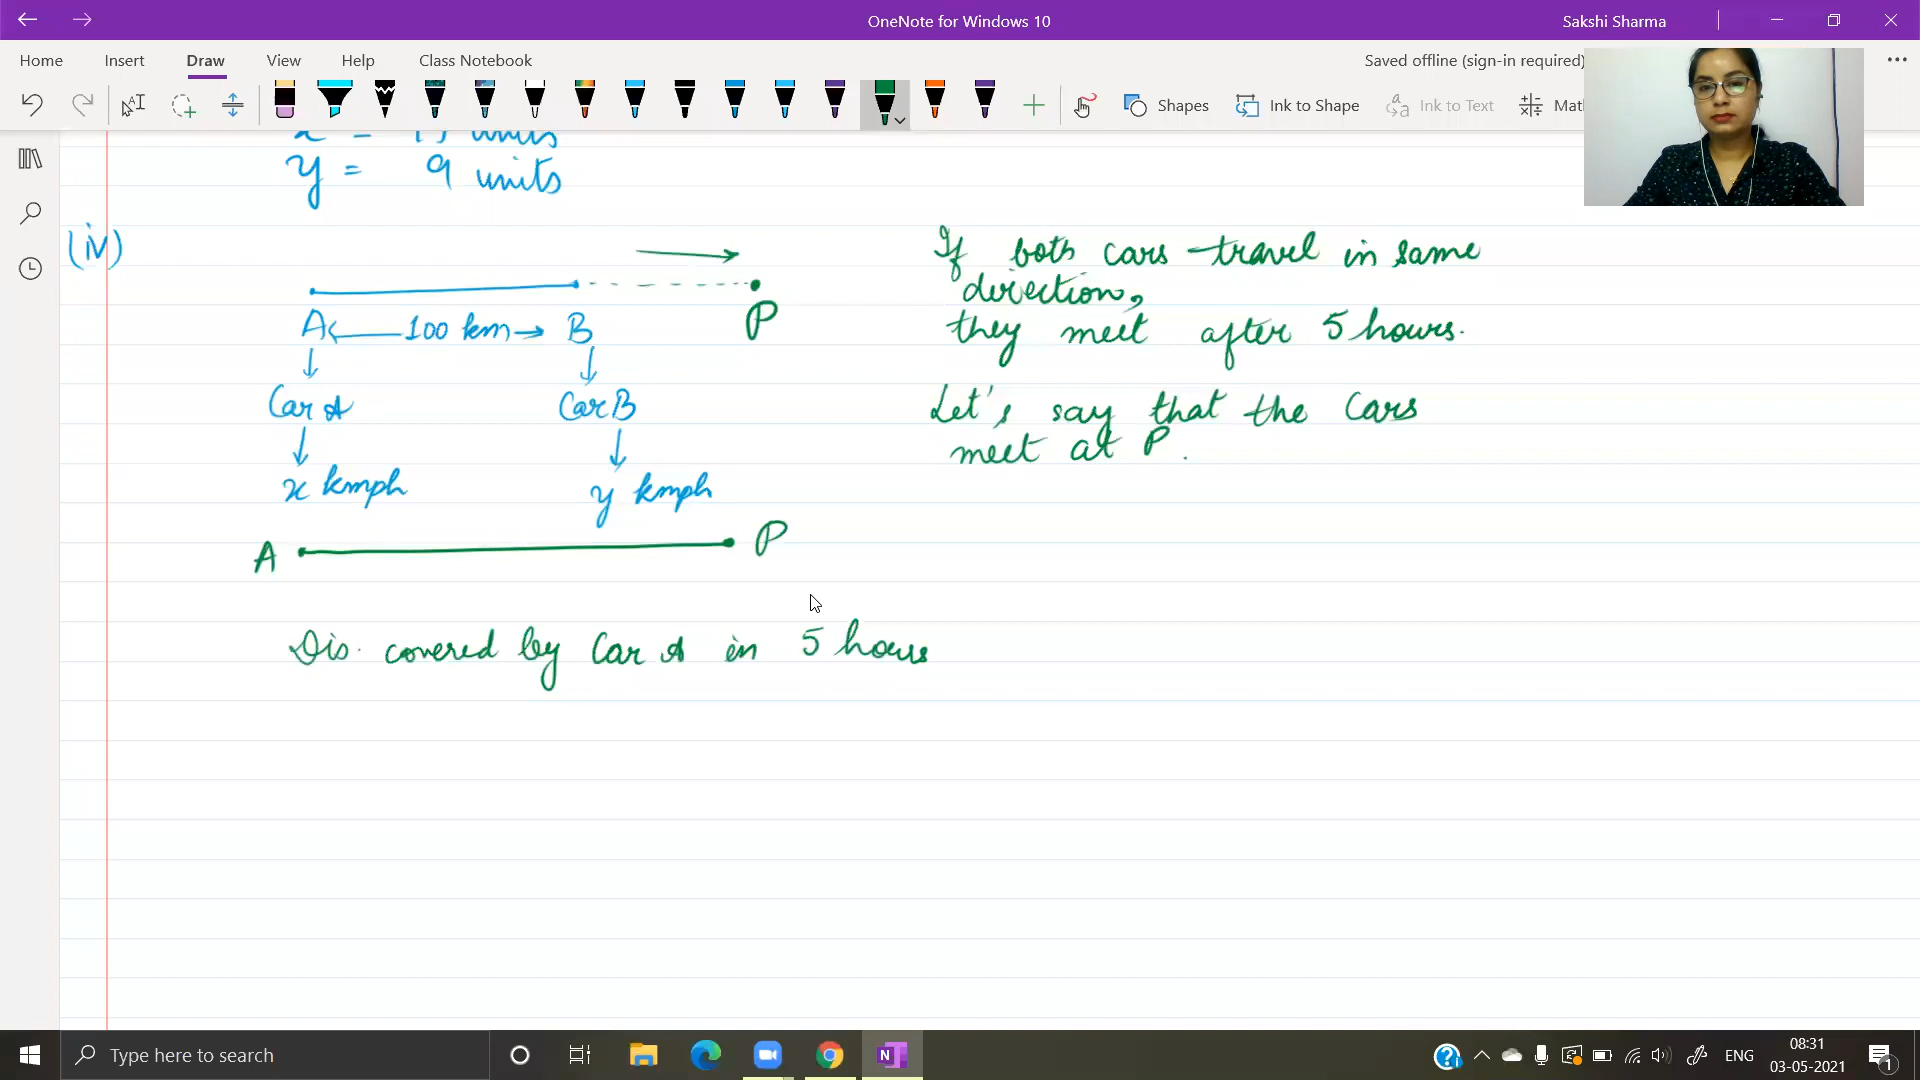 OneNote for Windows 10
Sakshi Sharma
Home Insert Draw View Help Class Notebook
Saved offline (sign-in required)
Shapes Ink to Shape Ink to Text Mat
y = 9 units
(iv)
A 100 km B P
Car A Car B
x kmph y kmph
A P
Dis. covered by Car A in 5 hours
If both cars travel in same
direction,
they meet after 5 hours.
Let's say that the Cars
meet at P.
Type here to search
ENG
08:31
03-05-2021
1